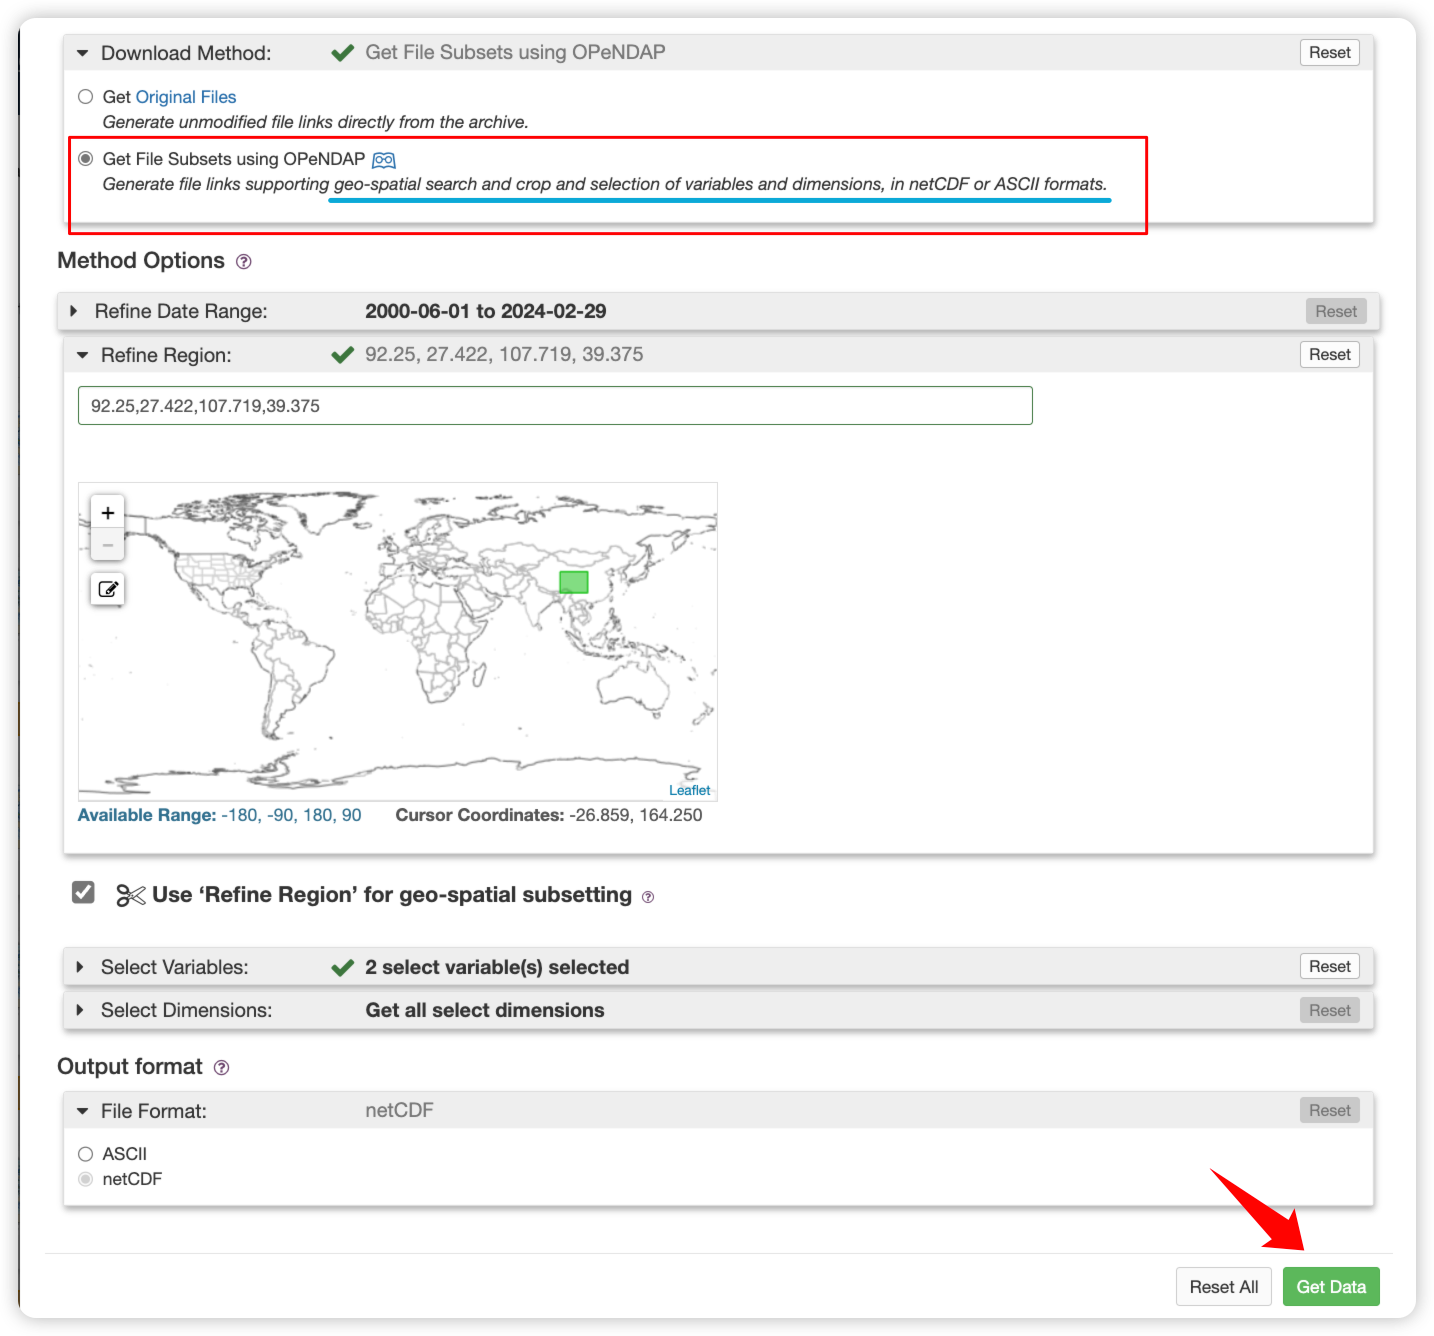 Download Method: Get File Subsets using OPeNDAP Reset
Get Original Files
Generate unmodified file links directly from the archive.
Get File Subsets using OPeNDAP
Generate file links supporting geo-spatial search and crop and selection of variables and dimensions, in netCDF or ASCII formats.
Method Options ?
Refine Date Range: 2000-06-01 to 2024-02-29 Reset
Refine Region: 92.25, 27.422, 107.719, 39.375 Reset
92.25,27.422,107.719,39.375
+
−
Leaflet
Available Range: -180, -90, 180, 90 Cursor Coordinates: -26.859, 164.250
Use ‘Refine Region’ for geo-spatial subsetting ?
Select Variables: 2 select variable(s) selected Reset
Select Dimensions: Get all select dimensions Reset
Output format ?
File Format: netCDF Reset
ASCII
netCDF
Reset All Get Data